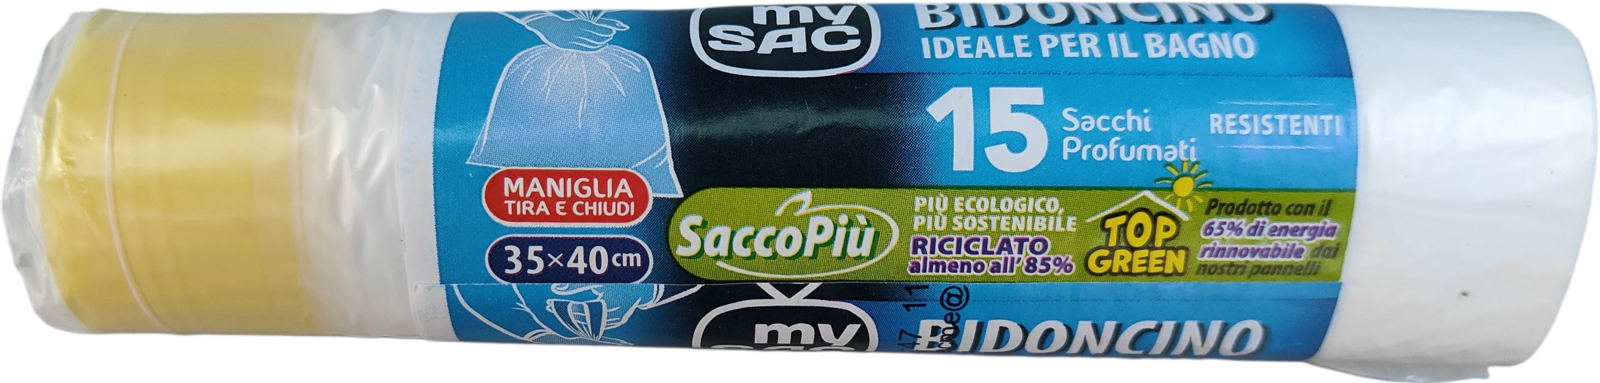 my
SAC
BIDONCINO
IDEALE PER IL BAGNO
15
Sacchi
Profumati
RESISTENTI
MANIGLIA
TIRA E CHIUDI
35×40cm
SaccoPiù
PIÙ ECOLOGICO,
PIÙ SOSTENIBILE
RICICLATO
almeno all'85%
TOP
GREEN
Prodotto con il
65% di energia
rinnovabile dai
nostri pannelli
my
SAC
BIDONCINO